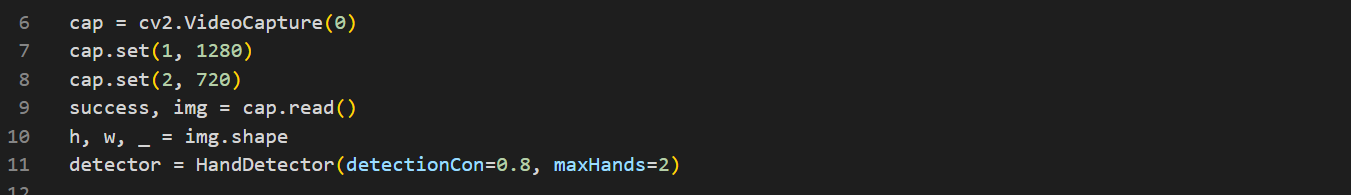 6 cap = cv2.VideoCapture(0)
7 cap.set(1, 1280)
8 cap.set(2, 720)
9 success, img = cap.read()
10 h, w, _ = img.shape
11 detector = HandDetector(detectionCon=0.8, maxHands=2)
12